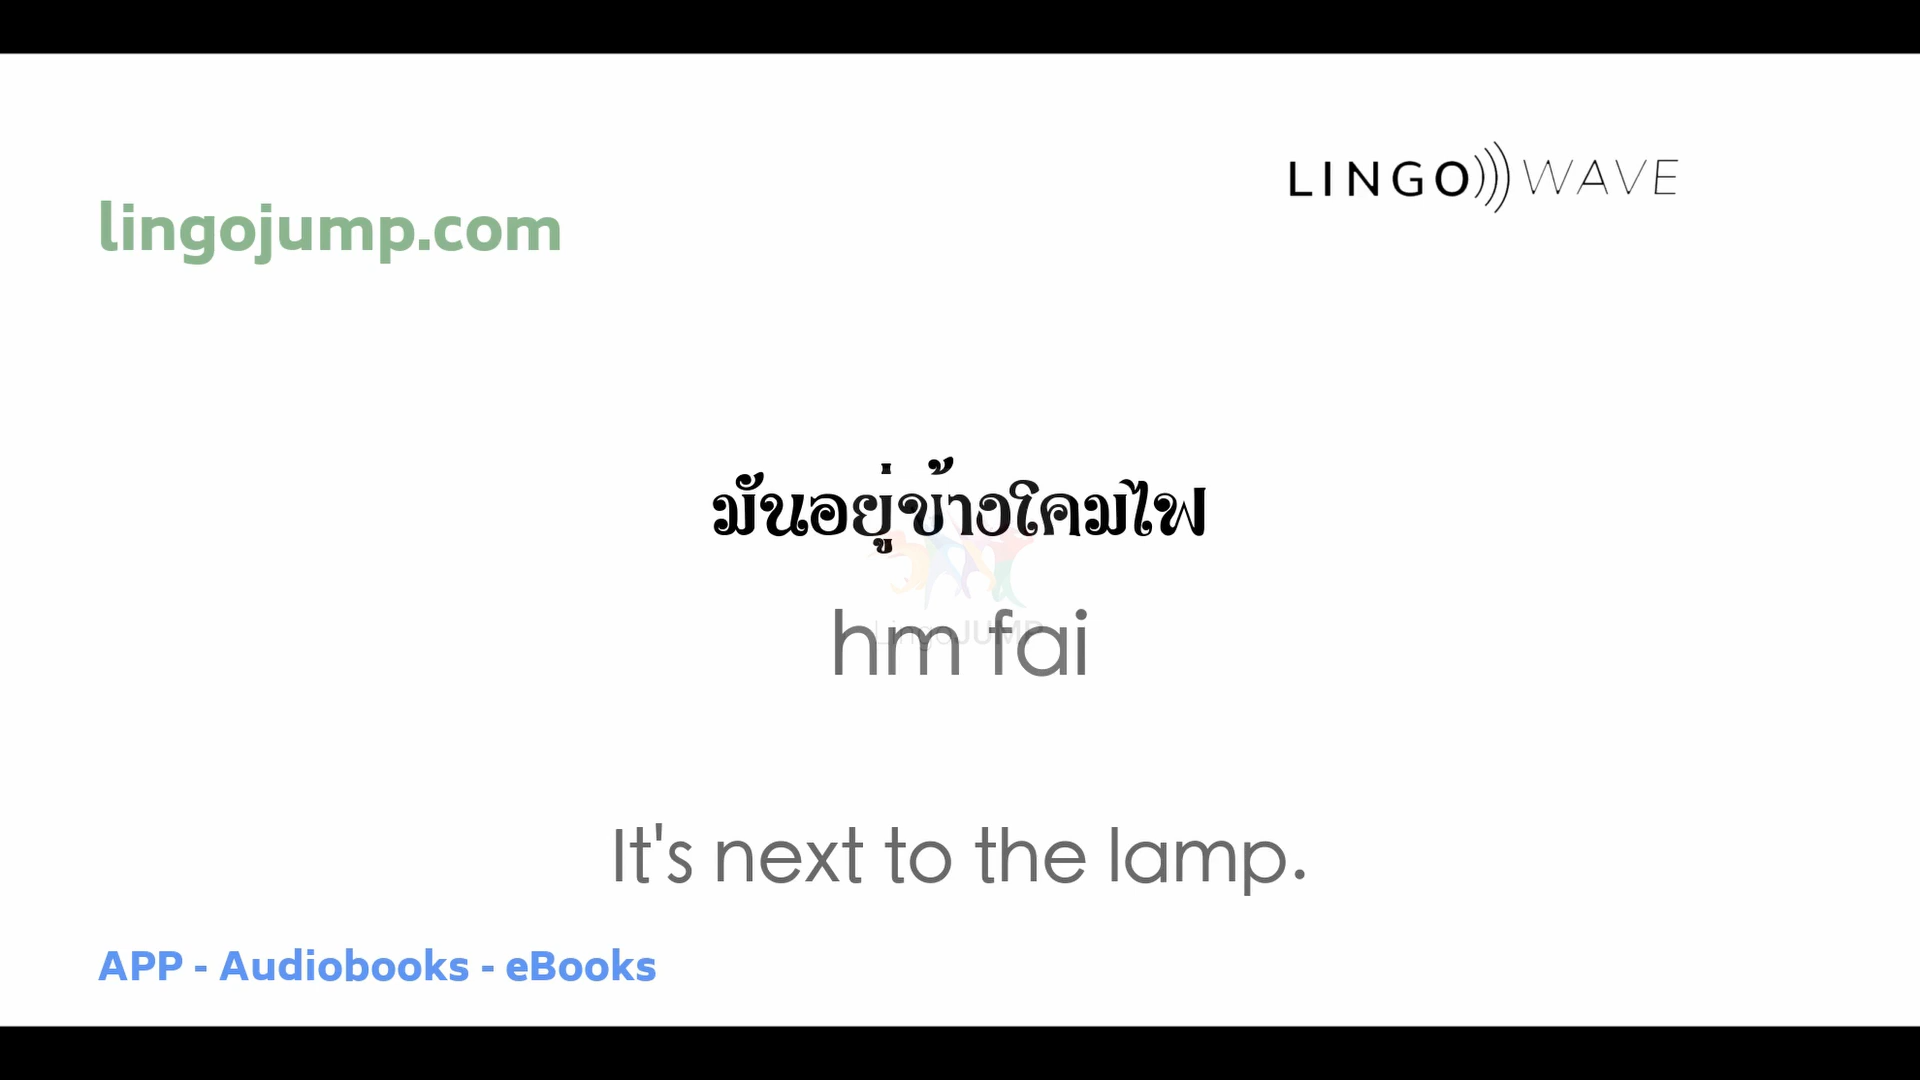 LINGO WAVE
lingojump.com
มันอยู่ข้างโคมไฟ
hm fai
LingoJUMP
It's next to the lamp.
APP - Audiobooks - eBooks